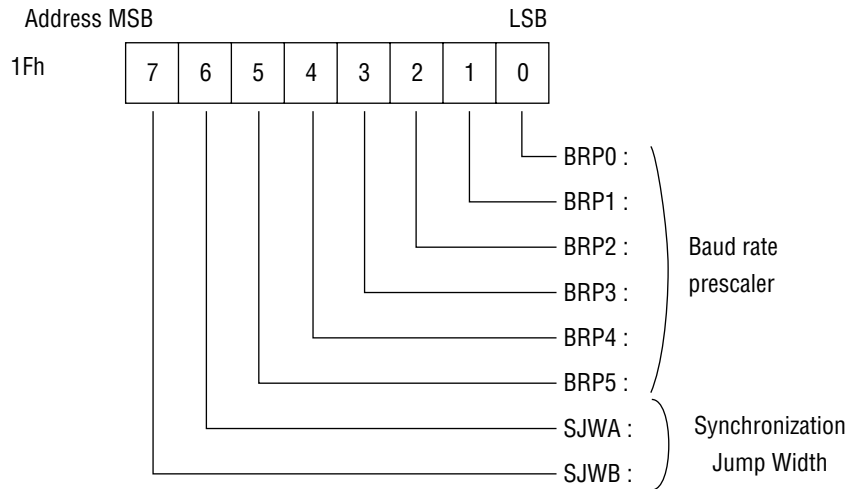 Address MSB LSB
1Fh 7 6 5 4 3 2 1 0
BRP0 :
BRP1 :
BRP2 : Baud rate
BRP3 : prescaler
BRP4 :
BRP5 :
SJWA : Synchronization
Jump Width
SJWB :